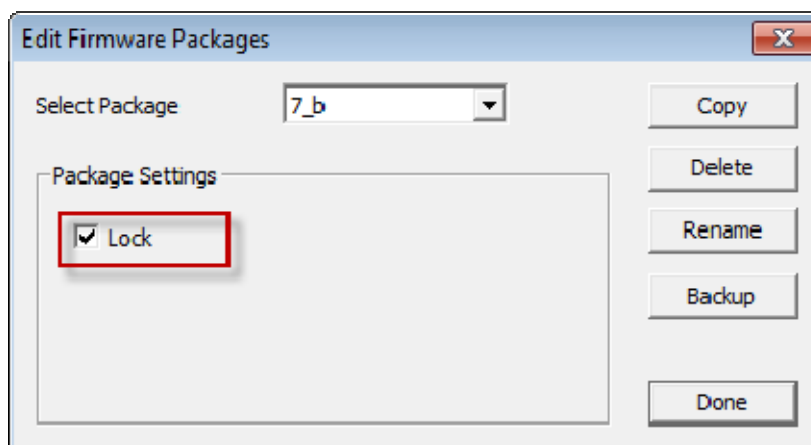 Edit Firmware Packages
Select Package 7_b Copy
Delete
Package Settings
Lock Rename
Backup
Done